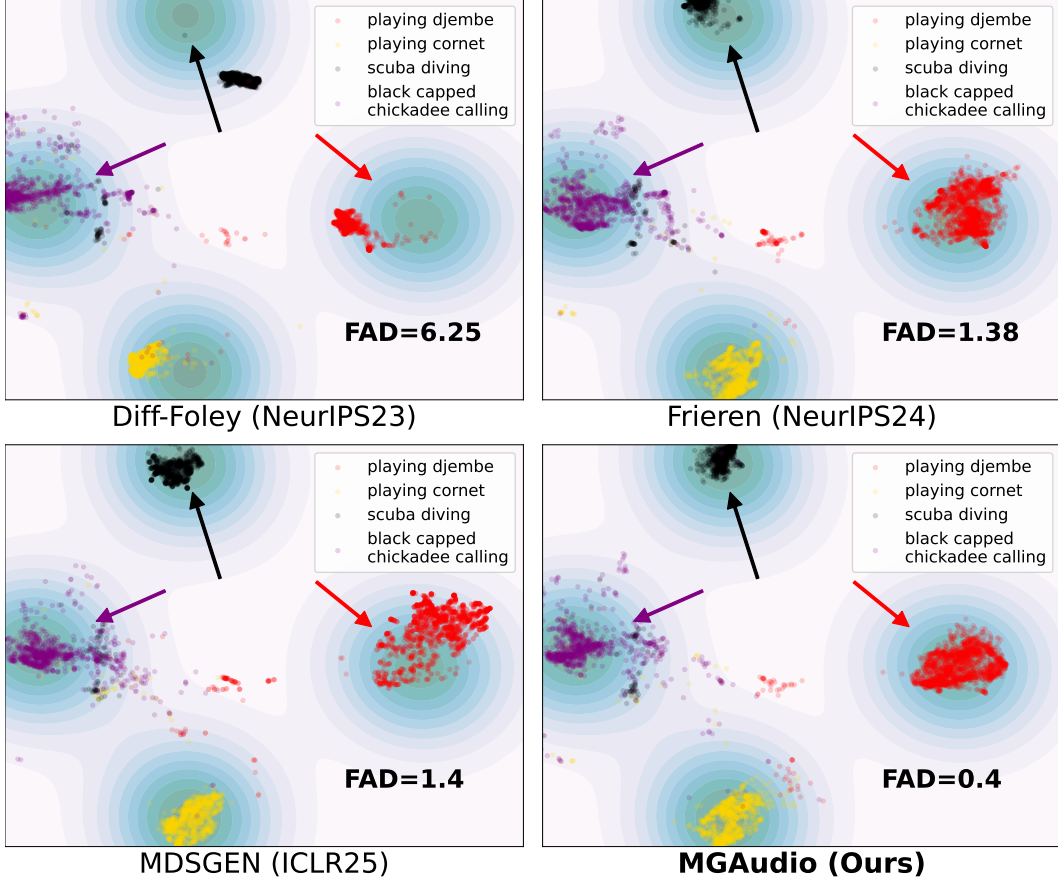 playing djembe
playing cornet
scuba diving
black capped
chickadee calling
FAD=6.25
Diff-Foley (NeurIPS23)
playing djembe
playing cornet
scuba diving
black capped
chickadee calling
FAD=1.38
Frieren (NeurIPS24)
playing djembe
playing cornet
scuba diving
black capped
chickadee calling
FAD=1.4
MDSGEN (ICLR25)
playing djembe
playing cornet
scuba diving
black capped
chickadee calling
FAD=0.4
MGAudio (Ours)